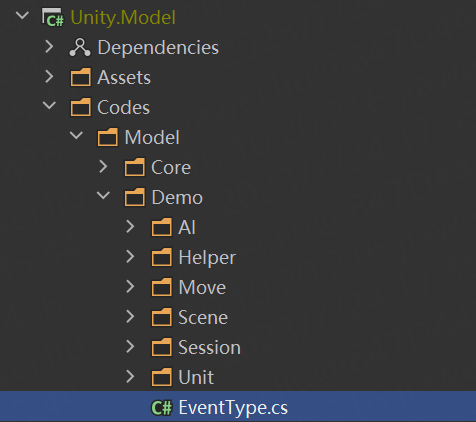 C# Unity.Model
Dependencies
Assets
Codes
Model
Core
Demo
AI
Helper
Move
Scene
Session
Unit
C# EventType.cs